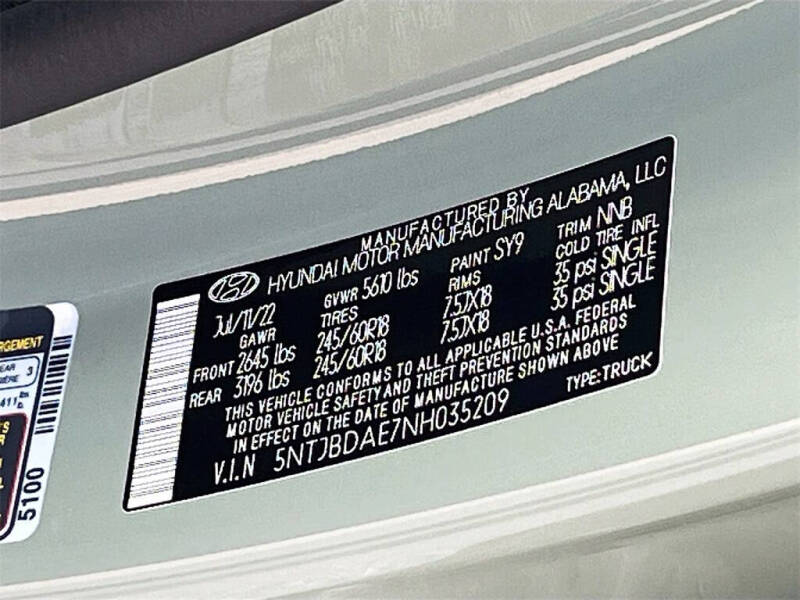 MANUFACTURED BY
HYUNDAI MOTOR MANUFACTURING ALABAMA, LLC
Jul/11/22 GVWR 5610 lbs PAINT SY9 TRIM NNB
GAWR TIRES RIMS COLD TIRE INFL
FRONT 2645 lbs 245/60R18 7.5JX18 35 psi SINGLE
REAR 3196 lbs 245/60R18 7.5JX18 35 psi SINGLE
THIS VEHICLE CONFORMS TO ALL APPLICABLE U.S.A. FEDERAL
MOTOR VEHICLE SAFETY AND THEFT PREVENTION STANDARDS
IN EFFECT ON THE DATE OF MANUFACTURE SHOWN ABOVE
V.I.N 5NTJBDAE7NH035209 TYPE:TRUCK
RGEMENT
3
5100